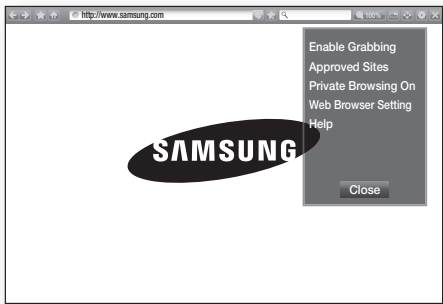 http://www.samsung.com
100%
Enable Grabbing
Approved Sites
Private Browsing On
Web Browser Setting
Help
SAMSUNG
Close